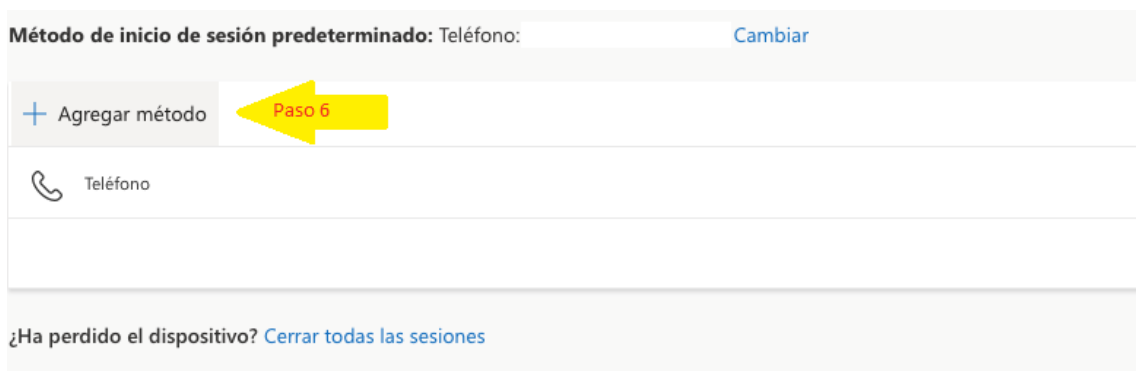 Método de inicio de sesión predeterminado: Teléfono: Cambiar
+ Agregar método Paso 6
Teléfono
¿Ha perdido el dispositivo? Cerrar todas las sesiones